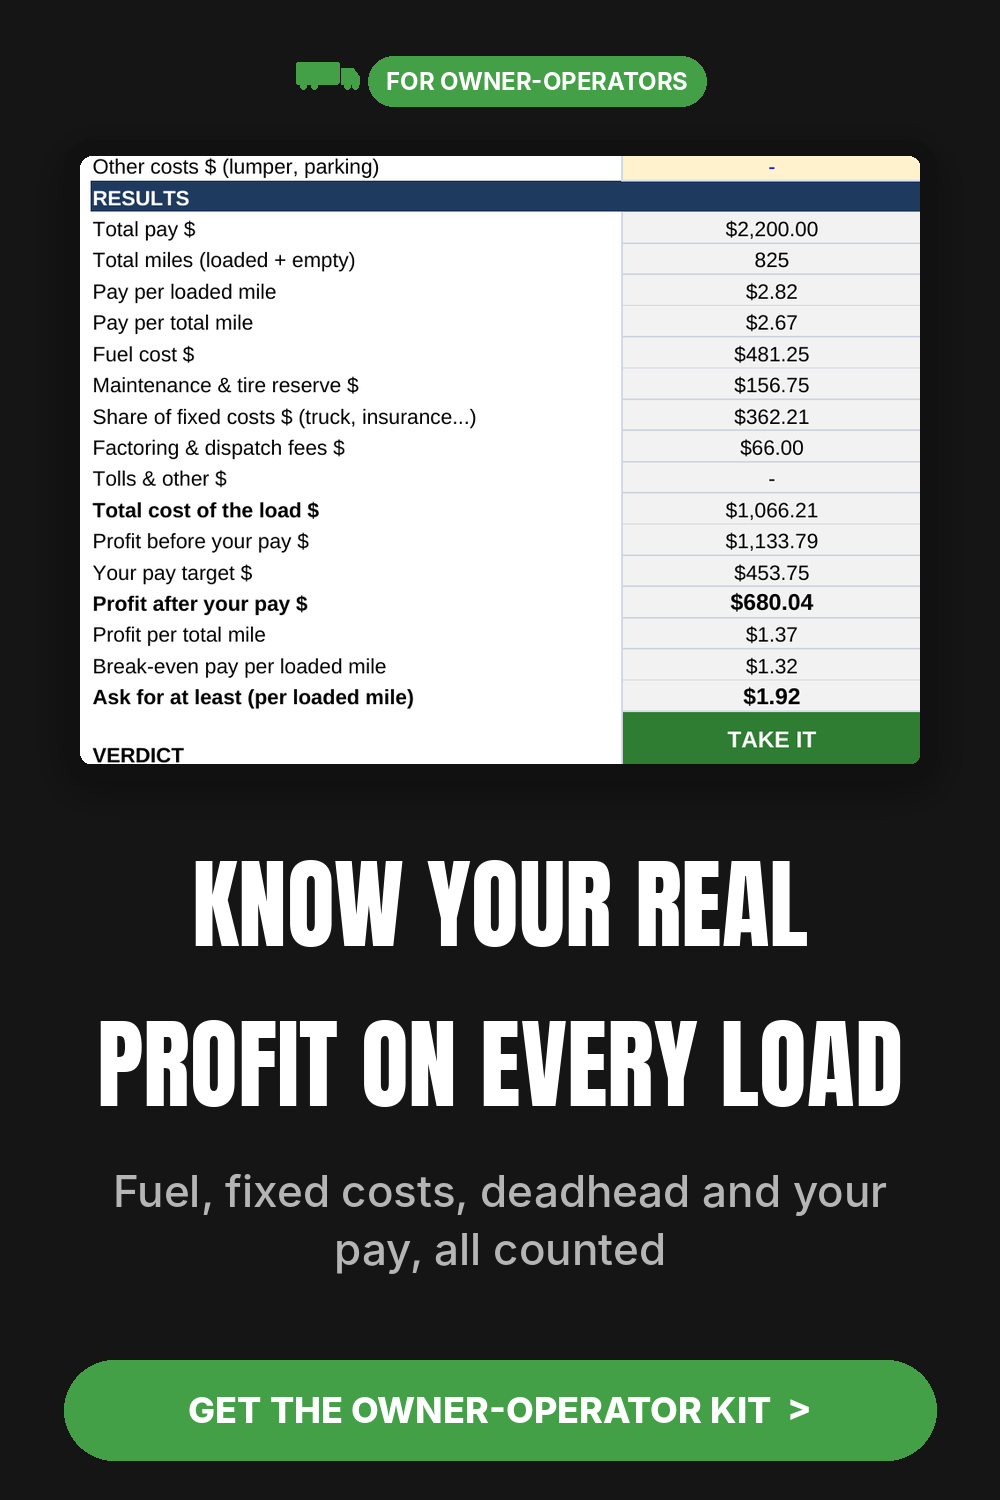 FOR OWNER-OPERATORS
Other costs $ (lumper, parking) -
RESULTS
Total pay $ $2,200.00
Total miles (loaded + empty) 825
Pay per loaded mile $2.82
Pay per total mile $2.67
Fuel cost $ $481.25
Maintenance & tire reserve $ $156.75
Share of fixed costs $ (truck, insurance...) $362.21
Factoring & dispatch fees $ $66.00
Tolls & other $ -
Total cost of the load $ $1,066.21
Profit before your pay $ $1,133.79
Your pay target $ $453.75
Profit after your pay $ $680.04
Profit per total mile $1.37
Break-even pay per loaded mile $1.32
Ask for at least (per loaded mile) $1.92
VERDICT TAKE IT
KNOW YOUR REAL
PROFIT ON EVERY LOAD
Fuel, fixed costs, deadhead and your
pay, all counted
GET THE OWNER-OPERATOR KIT >